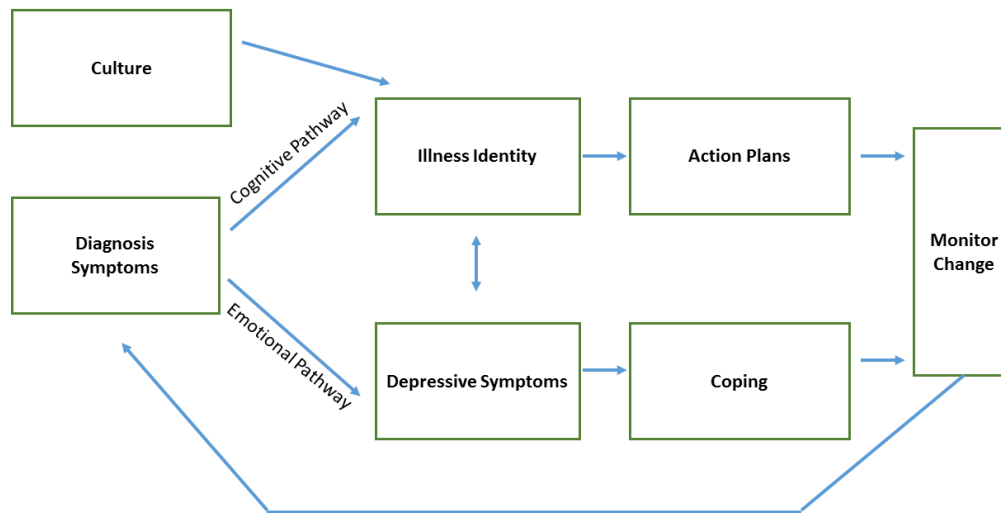 Culture
Cognitive Pathway
Illness Identity
Action Plans
Diagnosis
Symptoms
Monitor
Change
Emotional Pathway
Depressive Symptoms
Coping